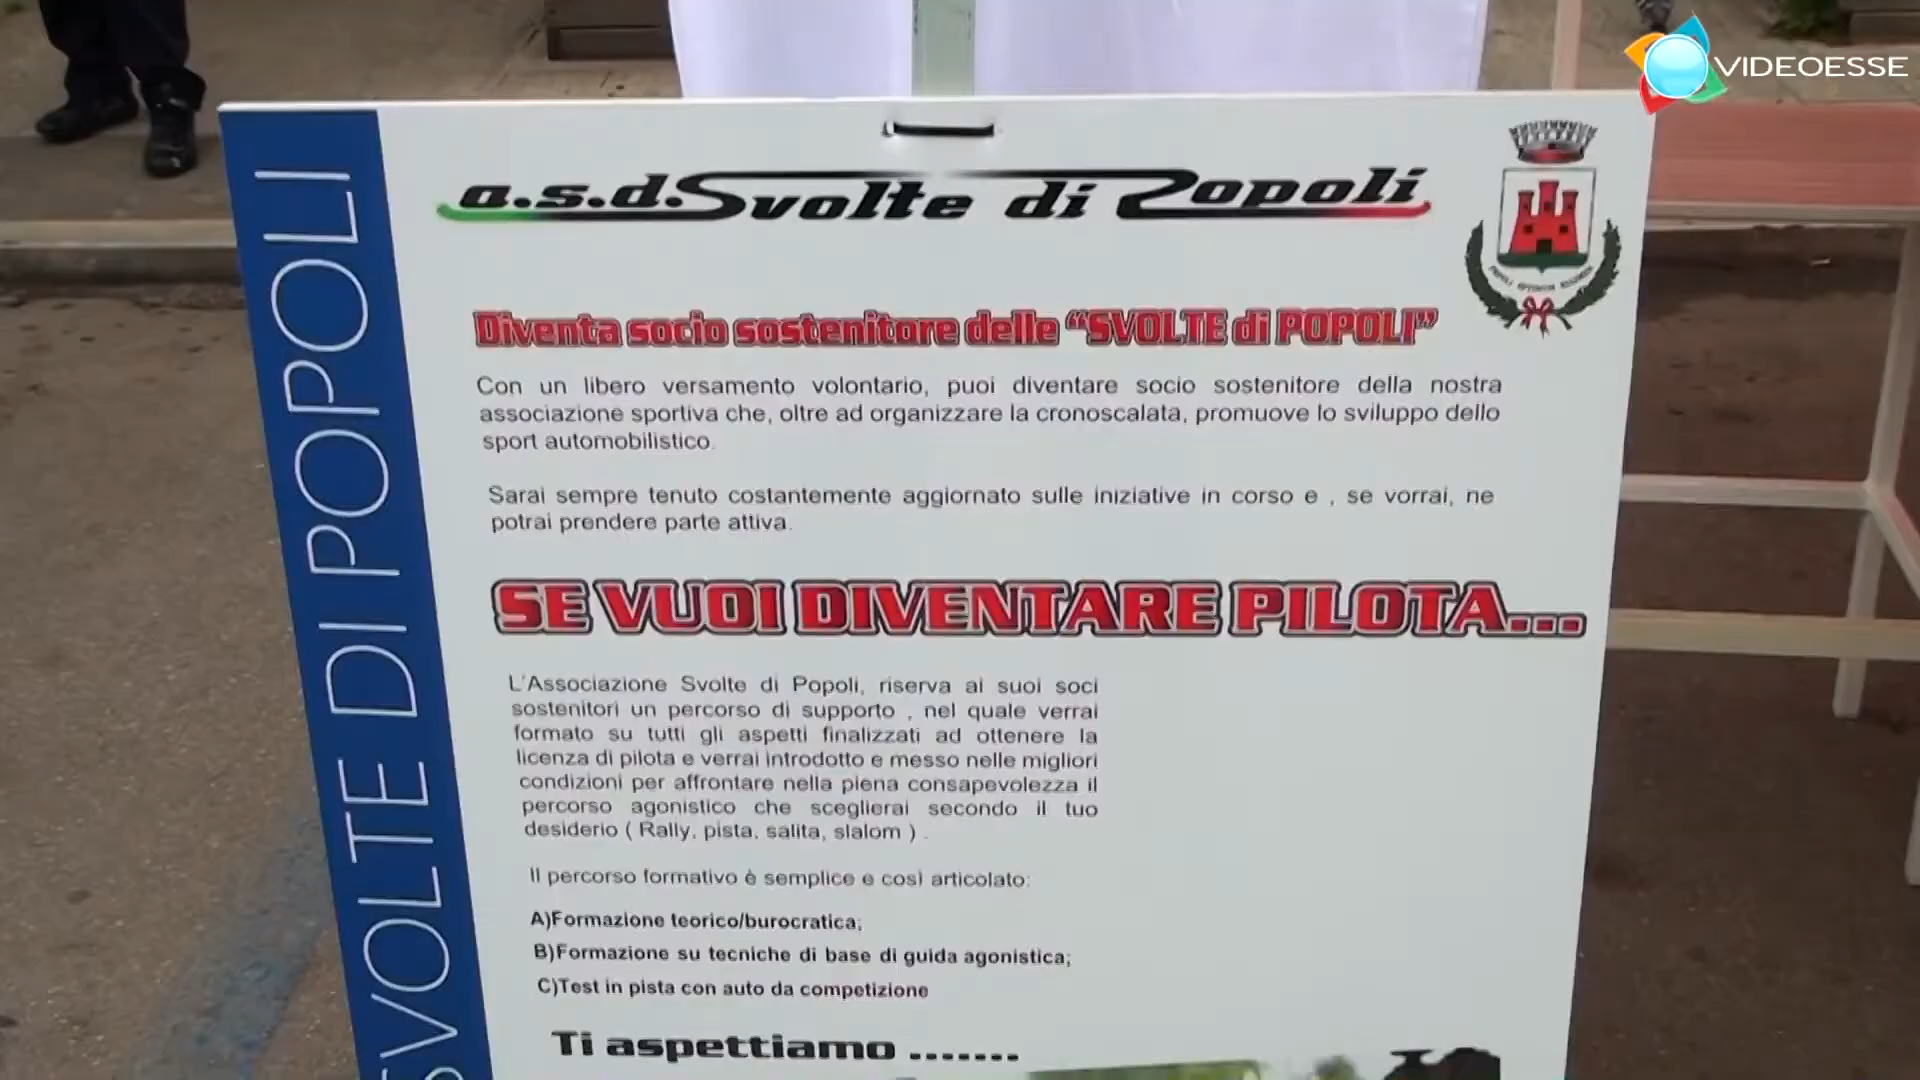 VIDEOESSE
SVOLTE DI POPOLI
a.s.d. Svolte di Popoli
Diventa socio sostenitore delle “SVOLTE di POPOLI”
Con un libero versamento volontario, puoi diventare socio sostenitore della nostra
associazione sportiva che, oltre ad organizzare la cronoscalata, promuove lo sviluppo dello
sport automobilistico.
Sarai sempre tenuto costantemente aggiornato sulle iniziative in corso e , se vorrai, ne
potrai prendere parte attiva.
SE VUOI DIVENTARE PILOTA...
L'Associazione Svolte di Popoli, riserva ai suoi soci
sostenitori un percorso di supporto , nel quale verrai
formato su tutti gli aspetti finalizzati ad ottenere la
licenza di pilota e verrai introdotto e messo nelle migliori
condizioni per affrontare nella piena consapevolezza il
percorso agonistico che sceglierai secondo il tuo
desiderio ( Rally, pista, salita, slalom ) .
Il percorso formativo è semplice e così articolato:
A)Formazione teorico/burocratica;
B)Formazione su tecniche di base di guida agonistica;
C)Test in pista con auto da competizione
Ti aspettiamo .......